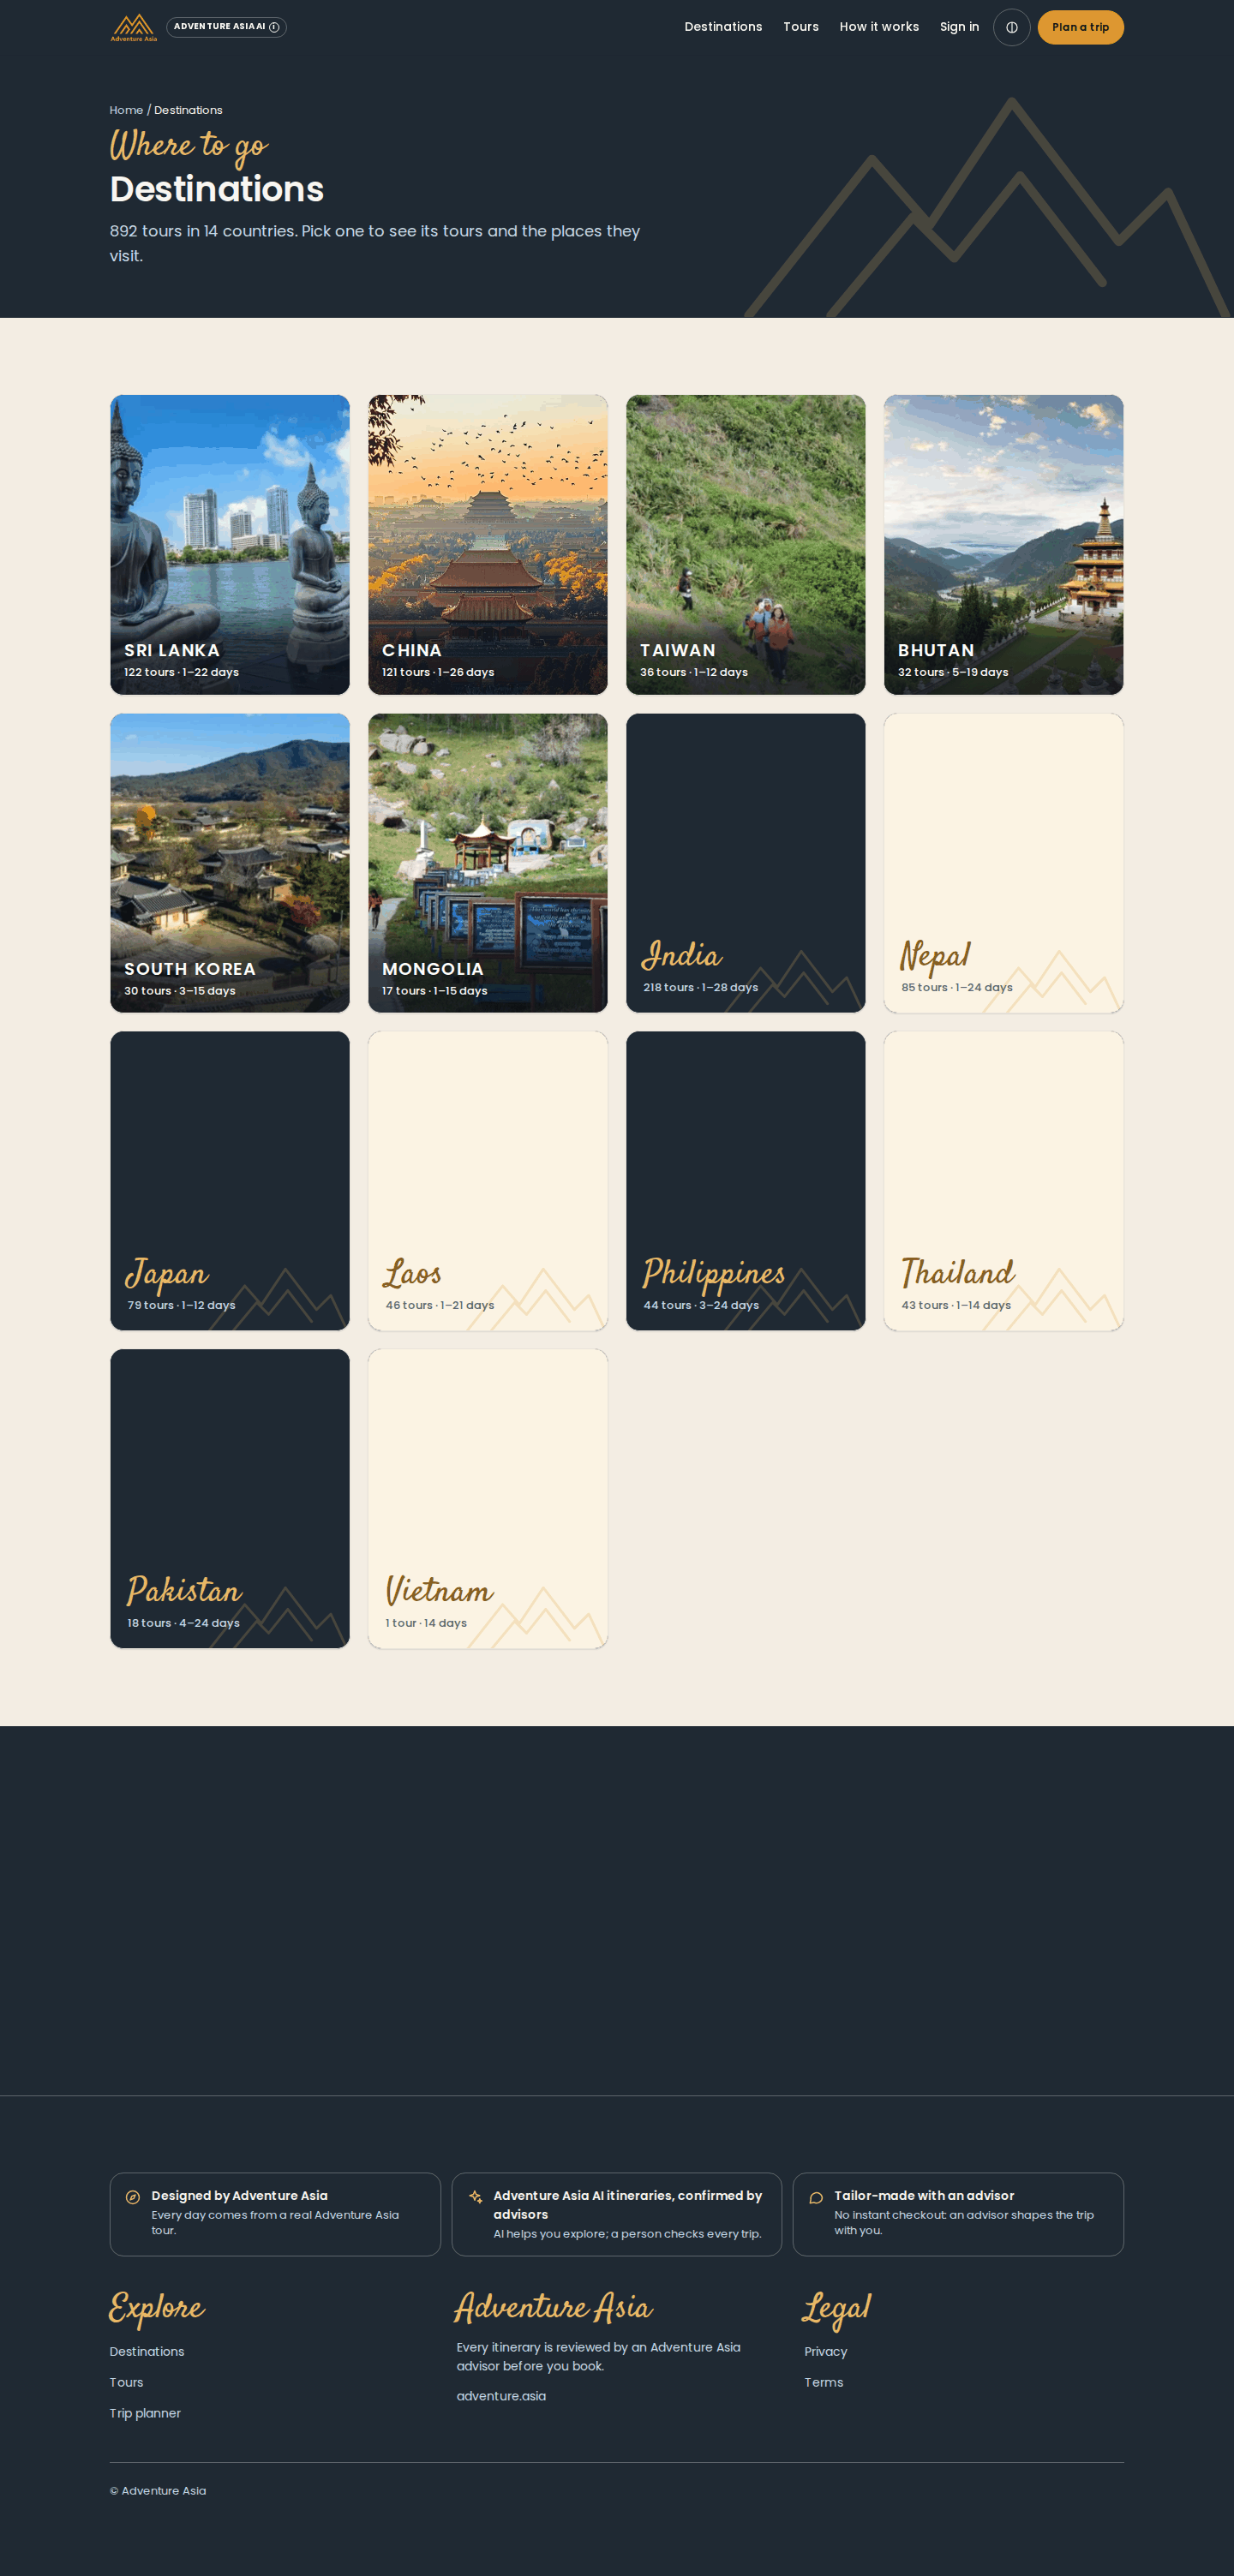 Adventure Asia
ADVENTURE ASIA AI
Destinations
Tours
How it works
Sign in
Plan a trip
Home / Destinations
Where to go
Destinations
892 tours in 14 countries. Pick one to see its tours and the places they
visit.
SRI LANKA
122 tours · 1–22 days
CHINA
121 tours · 1–26 days
TAIWAN
36 tours · 1–12 days
BHUTAN
32 tours · 5–19 days
SOUTH KOREA
30 tours · 3–15 days
MONGOLIA
17 tours · 1–15 days
India
218 tours · 1–28 days
Nepal
85 tours · 1–24 days
Japan
79 tours · 1–12 days
Laos
46 tours · 1–21 days
Philippines
44 tours · 3–24 days
Thailand
43 tours · 1–14 days
Pakistan
18 tours · 4–24 days
Vietnam
1 tour · 14 days
Designed by Adventure Asia
Every day comes from a real Adventure Asia
tour.
Adventure Asia AI itineraries, confirmed by
advisors
AI helps you explore; a person checks every trip.
Tailor-made with an advisor
No instant checkout: an advisor shapes the trip
with you.
Explore
Destinations
Tours
Trip planner
Adventure Asia
Every itinerary is reviewed by an Adventure Asia
advisor before you book.
adventure.asia
Legal
Privacy
Terms
© Adventure Asia